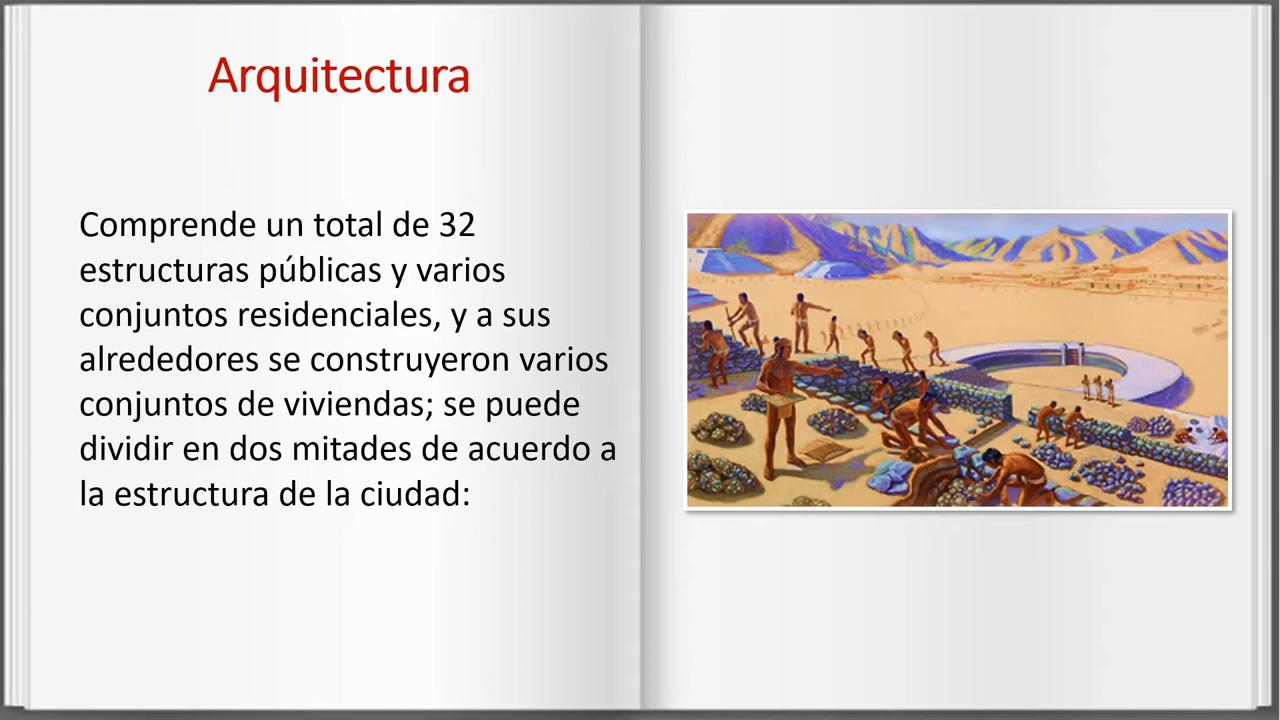 Arquitectura
Comprende un total de 32
estructuras públicas y varios
conjuntos residenciales, y a sus
alrededores se construyeron varios
conjuntos de viviendas; se puede
dividir en dos mitades de acuerdo a
la estructura de la ciudad: